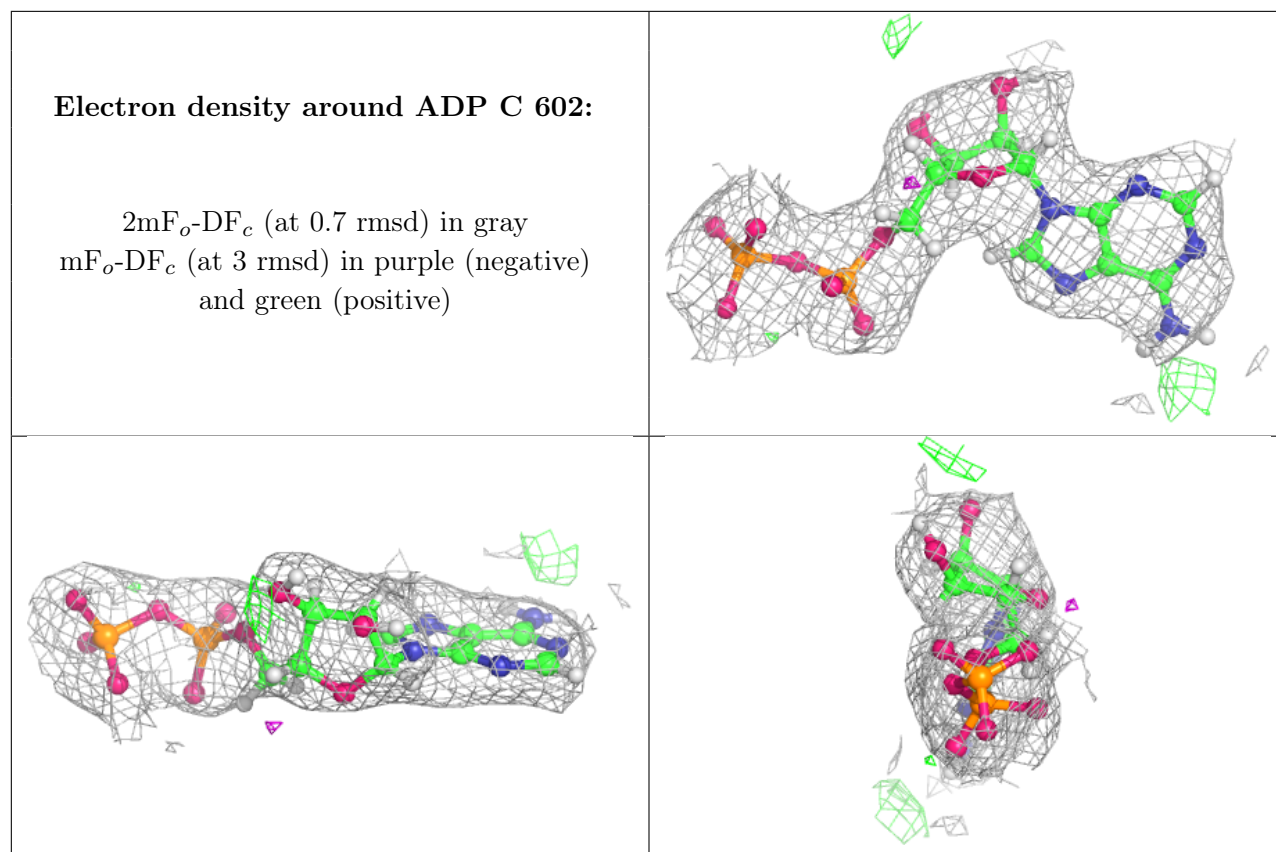 Electron density around ADP C 602:
2mFo-DFc (at 0.7 rmsd) in gray
mFo-DFc (at 3 rmsd) in purple (negative)
and green (positive)